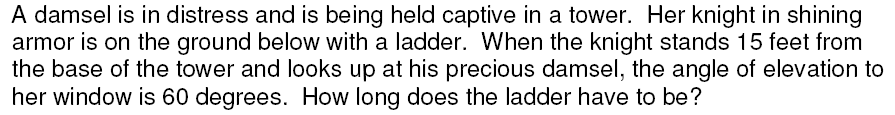 A damsel is in distress and is being held captive in a tower.  Her knight in shining
armor is on the ground below with a ladder.  When the knight stands 15 feet from
the base of the tower and looks up at his precious damsel, the angle of elevation to
her window is 60 degrees.  How long does the ladder have to be?